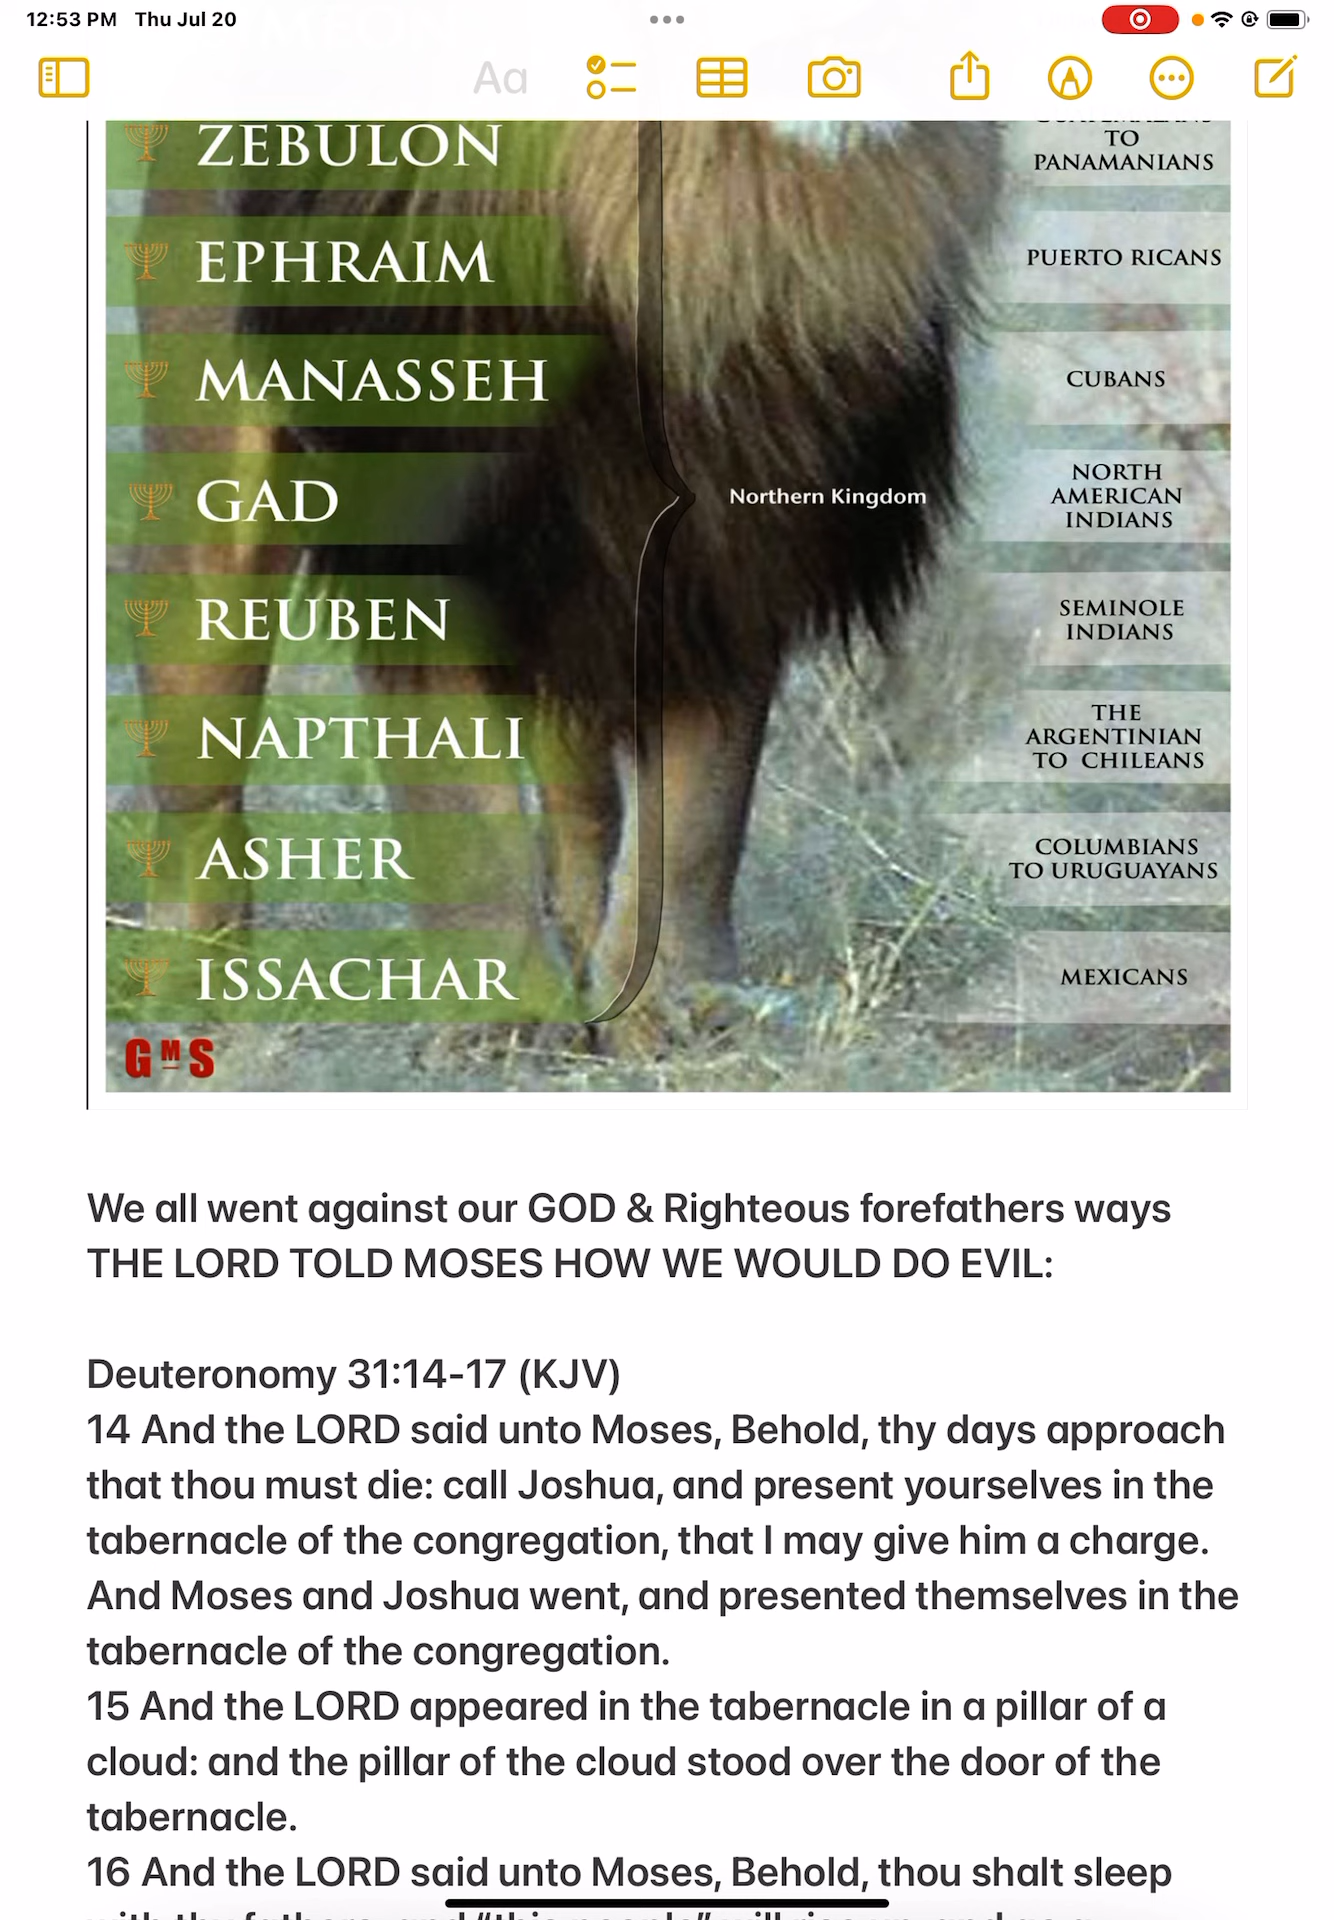 12:53 PM Thu Jul 20
Aa
ZEBULON
TO
PANAMANIANS
EPHRAIM
PUERTO RICANS
MANASSEH
CUBANS
GAD
Northern Kingdom
NORTH
AMERICAN
INDIANS
REUBEN
SEMINOLE
INDIANS
NAPTHALI
THE
ARGENTINIAN
TO CHILEANS
ASHER
COLUMBIANS
TO URUGUAYANS
ISSACHAR
MEXICANS
GMS
We all went against our GOD & Righteous forefathers ways
THE LORD TOLD MOSES HOW WE WOULD DO EVIL:
Deuteronomy 31:14-17 (KJV)
14 And the LORD said unto Moses, Behold, thy days approach
that thou must die: call Joshua, and present yourselves in the
tabernacle of the congregation, that I may give him a charge.
And Moses and Joshua went, and presented themselves in the
tabernacle of the congregation.
15 And the LORD appeared in the tabernacle in a pillar of a
cloud: and the pillar of the cloud stood over the door of the
tabernacle.
16 And the LORD said unto Moses, Behold, thou shalt sleep